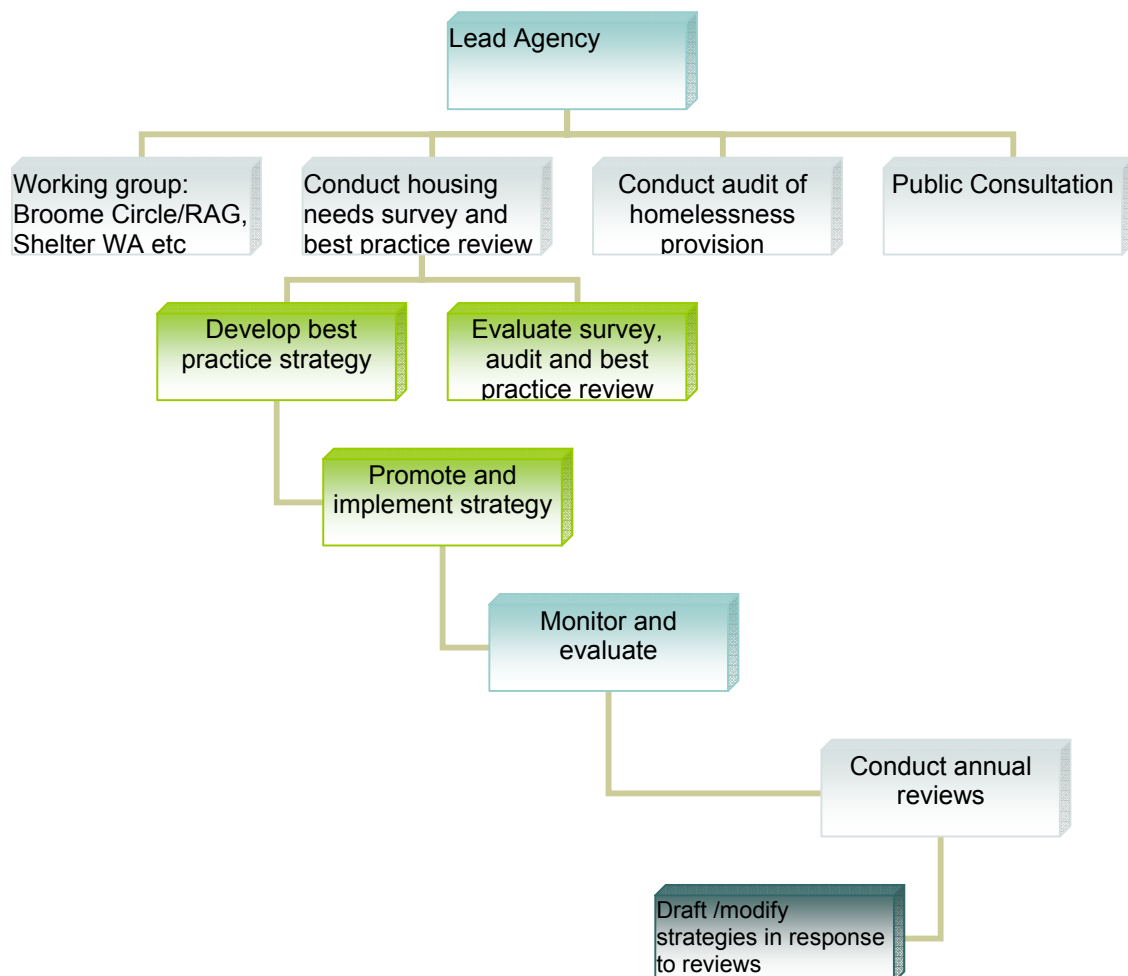 Lead Agency
Working group:
Broome Circle/RAG,
Shelter WA etc
Conduct housing
needs survey and
best practice review
Conduct audit of
homelessness
provision
Public Consultation
Develop best
practice strategy
Evaluate survey,
audit and best
practice review
Promote and
implement strategy
Monitor and
evaluate
Conduct annual
reviews
Draft /modify
strategies in response
to reviews